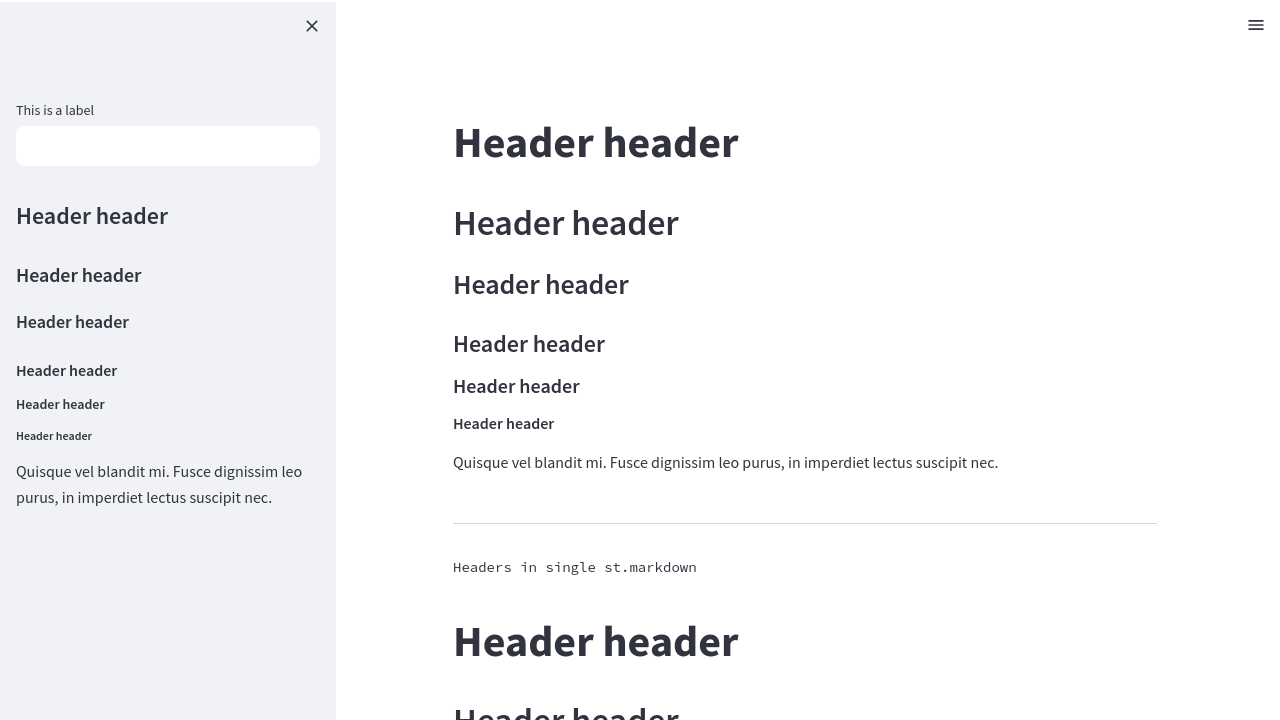 This is a label
Header header
Header header
Header header
Header header
Header header
Header header
Quisque vel blandit mi. Fusce dignissim leo
purus, in imperdiet lectus suscipit nec.
Header header
Header header
Header header
Header header
Header header
Header header
Quisque vel blandit mi. Fusce dignissim leo purus, in imperdiet lectus suscipit nec.
Headers in single st.markdown
Header header
Header header